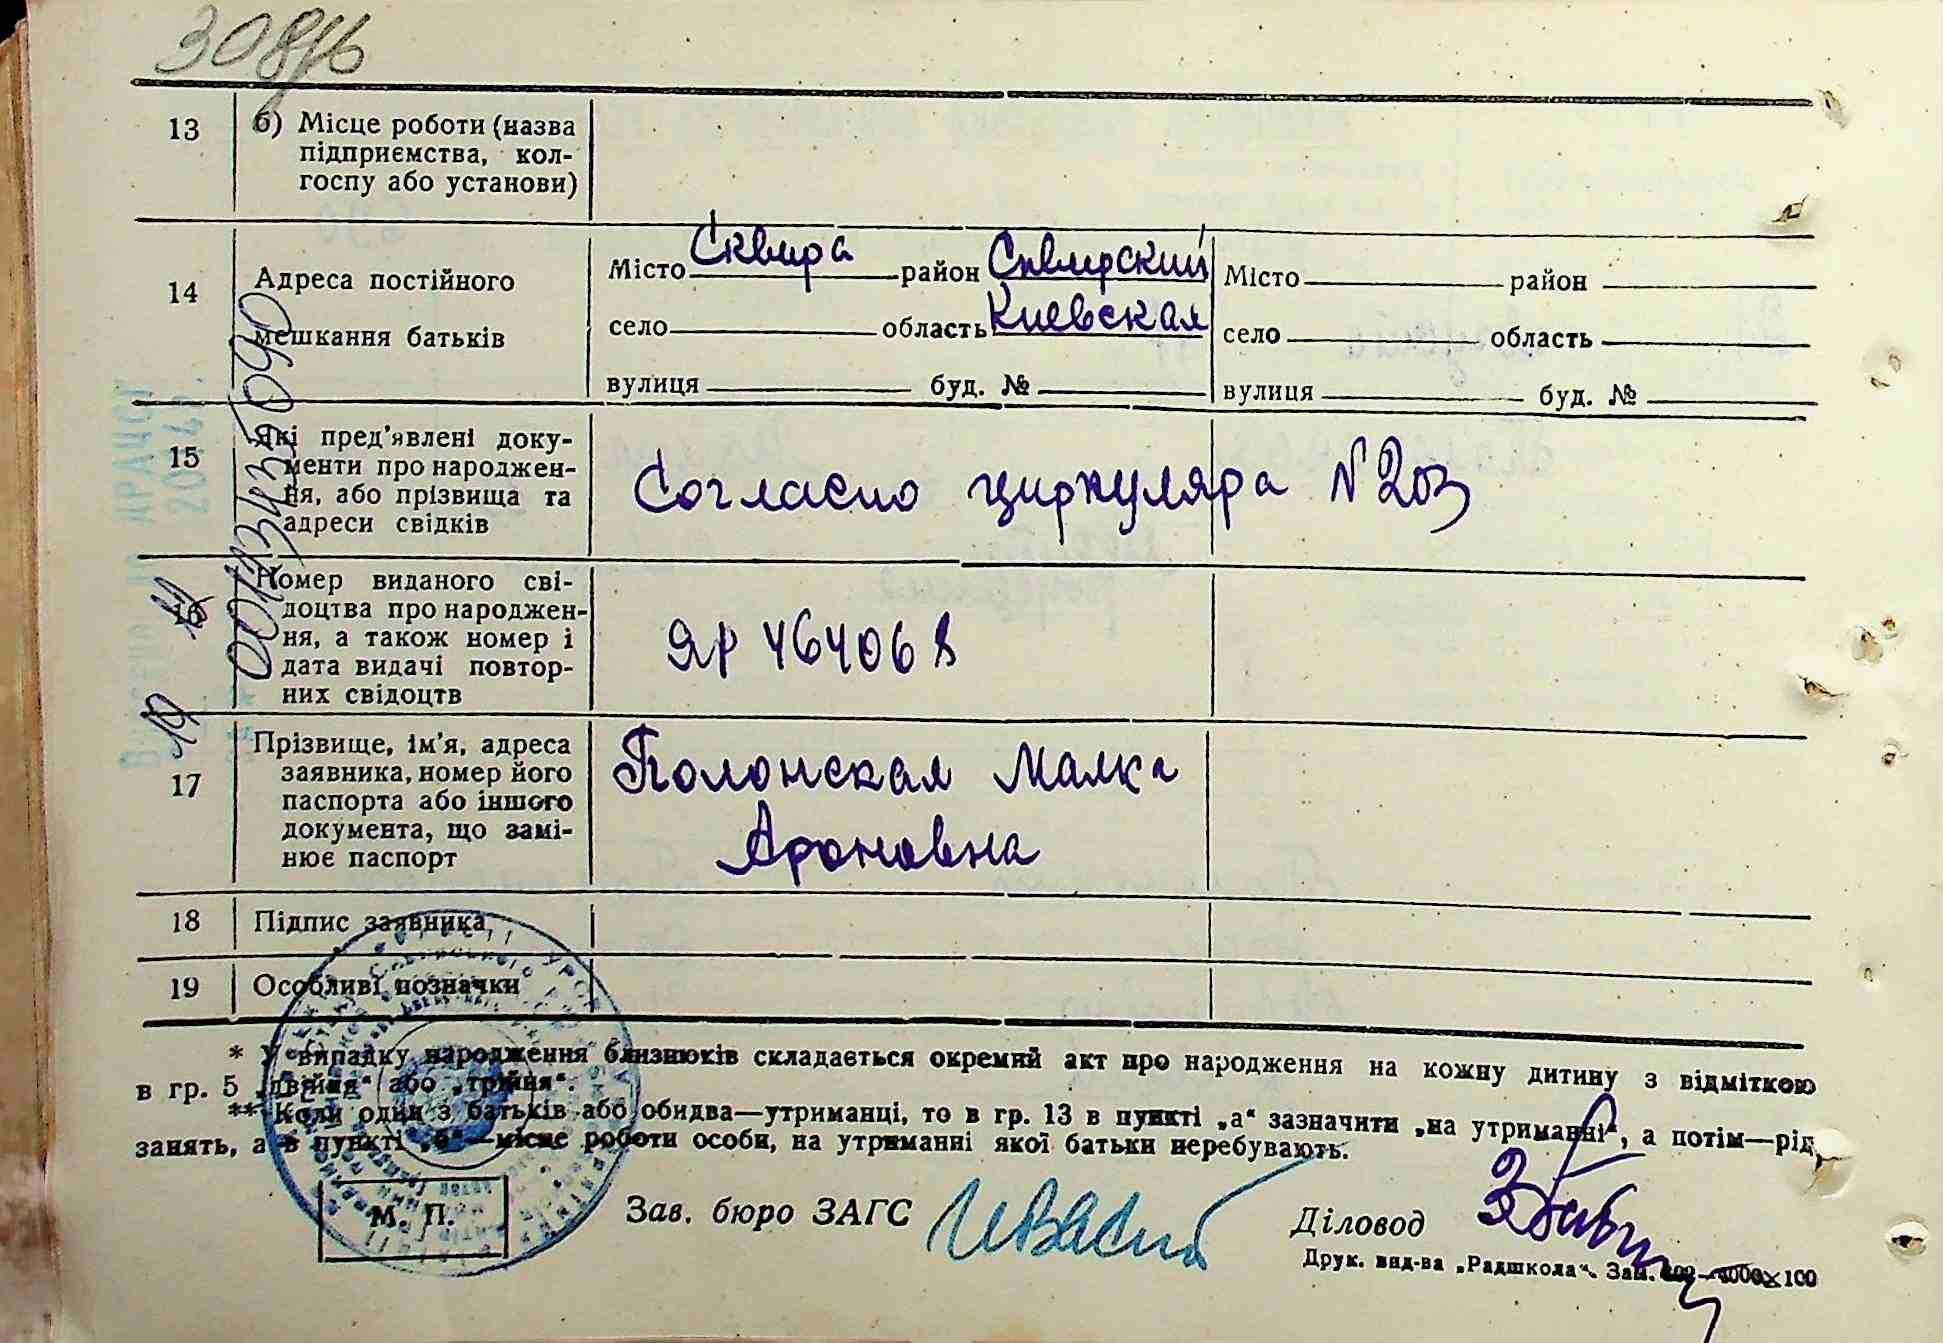 13
б) Місце роботи (назва
підприємства, кол-
госпу або установи)
14
Адреса постійного
мешкання батьків
Місто Сквира район Сквирский
село область Киевская
вулиця буд. №
Місто район
село область
вулиця буд. №
15
Які пред'явлені доку-
менти про народжен-
ня, або прізвища та
адреси свідків
Согласно циркуляра N 203
16
Номер виданого сві-
доцтва про народжен-
ня, а також номер і
дата видачі повтор-
них свідоцтв
ЯР 464068
17
Прізвище, ім'я, адреса
заявника, номер його
паспорта або іншого
документа, що замі-
нює паспорт
Полонская Малка
Ароновна
18 Підпис заявника
19 Особливі позначки
* У випадку народження близнюків складається окремий акт про народження на кожну дитину з відміткою
в гр. 5 „двійня“ або „трійня“.
** Коли один з батьків або обидва—утриманці, то в гр. 13 в пункті „а“ зазначити „на утриманні“, а потім—рід
занять, а в пункті „б“—місце роботи особи, на утриманні якої батьки перебувають.
М. П.
Зав. бюро ЗАГС
Діловод
Друк. вид-ва „Радшкола“. Зам.